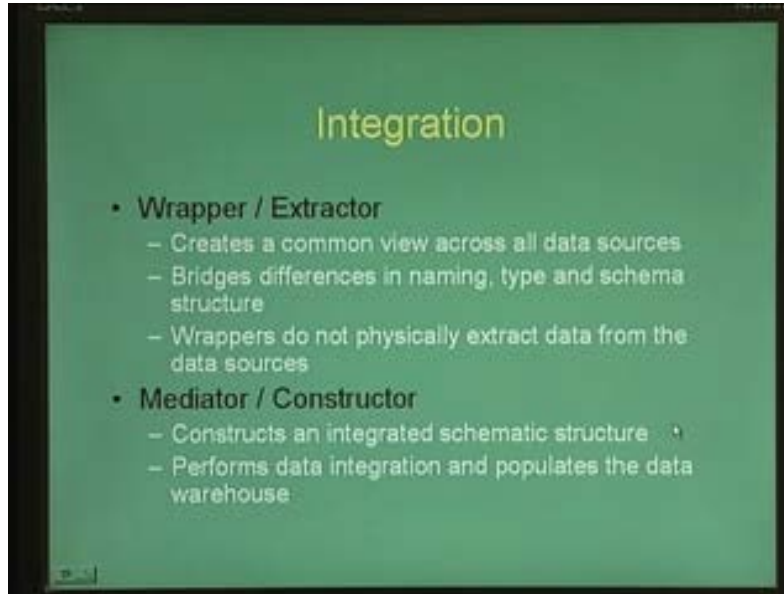 Integration
• Wrapper / Extractor
– Creates a common view across all data sources
– Bridges differences in naming, type and schema
structure
– Wrappers do not physically extract data from the
data sources
• Mediator / Constructor
– Constructs an integrated schematic structure
– Performs data integration and populates the data
warehouse